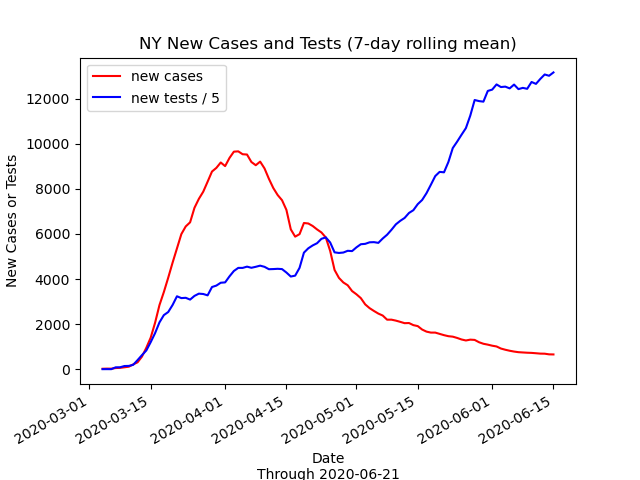 NY New Cases and Tests (7-day rolling mean)
new cases
new tests / 5
New Cases or Tests
12000
10000
8000
6000
4000
2000
0
2020-03-01
2020-03-15
2020-04-01
2020-04-15
2020-05-01
2020-05-15
2020-06-01
2020-06-15
Date
Through 2020-06-21